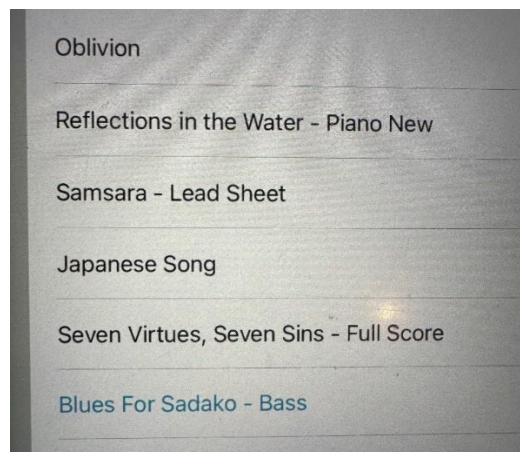 Oblivion
Reflections in the Water - Piano New
Samsara - Lead Sheet
Japanese Song
Seven Virtues, Seven Sins - Full Score
Blues For Sadako - Bass